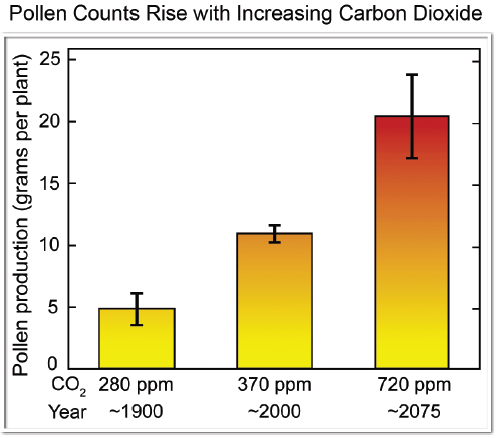 Pollen Counts Rise with Increasing Carbon Dioxide
Pollen production (grams per plant)
25
20
15
10
5
0
CO₂ 280 ppm 370 ppm 720 ppm
Year ~1900 ~2000 ~2075